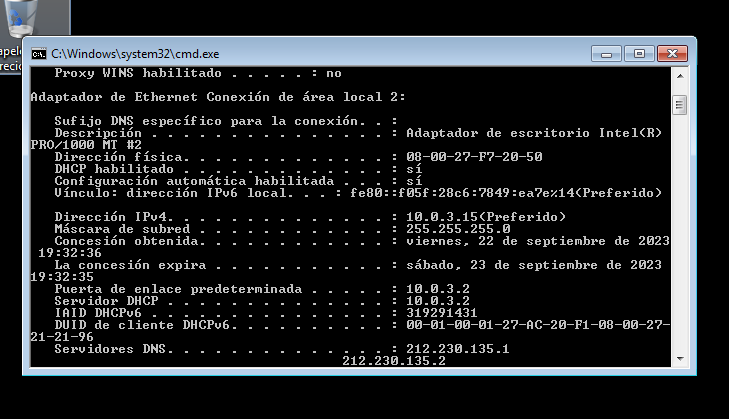 apele
recic
C:\Windows\system32\cmd.exe
Proxy WINS habilitado . . . . . : no
Adaptador de Ethernet Conexión de área local 2:
Sufijo DNS específico para la conexión. . :
Descripción . . . . . . . . . . . . . . . : Adaptador de escritorio Intel(R)
PRO/1000 MT #2
Dirección física. . . . . . . . . . . . . : 08-00-27-F7-20-50
DHCP habilitado . . . . . . . . . . . . . : sí
Configuración automática habilitada . . . : sí
Vínculo: dirección IPv6 local. . . : fe80::f05f:28c6:7849:ea7e%14(Preferido)
Dirección IPv4. . . . . . . . . . . . . . : 10.0.3.15(Preferido)
Máscara de subred . . . . . . . . . . . . : 255.255.255.0
Concesión obtenida. . . . . . . . . . . . : viernes, 22 de septiembre de 2023
19:32:36
La concesión expira . . . . . . . . . . . : sábado, 23 de septiembre de 2023
19:32:35
Puerta de enlace predeterminada . . . . . : 10.0.3.2
Servidor DHCP . . . . . . . . . . . . . . : 10.0.3.2
IAID DHCPv6 . . . . . . . . . . . . . . . : 319291431
DUID de cliente DHCPv6. . . . . . . . . . : 00-01-00-01-27-AC-20-F1-08-00-27-
21-21-96
Servidores DNS. . . . . . . . . . . . . . : 212.230.135.1
212.230.135.2